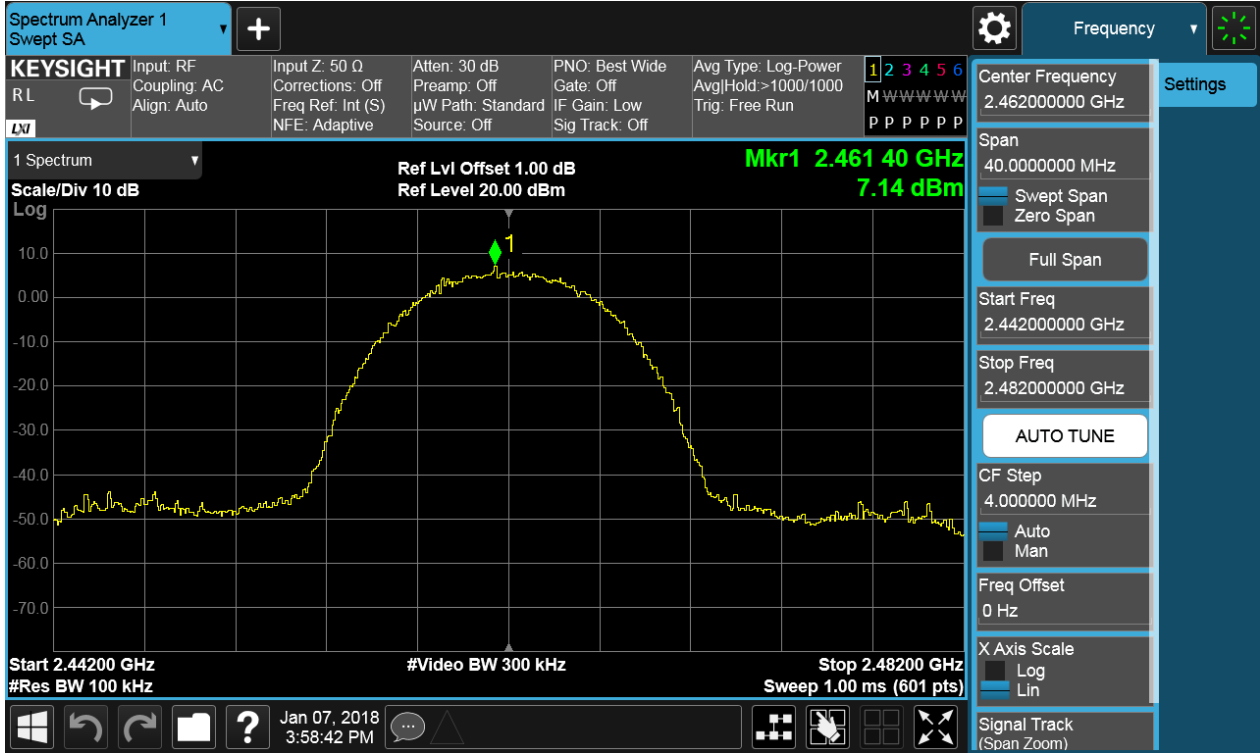 Spectrum Analyzer 1
Swept SA
Frequency
KEYSIGHT
RL
LXI
Input: RF
Coupling: AC
Align: Auto
Input Z: 50 Ω
Corrections: Off
Freq Ref: Int (S)
NFE: Adaptive
Atten: 30 dB
Preamp: Off
µW Path: Standard
Source: Off
PNO: Best Wide
Gate: Off
IF Gain: Low
Sig Track: Off
Avg Type: Log-Power
Avg|Hold:>1000/1000
Trig: Free Run
1 2 3 4 5 6
M W W W W W
P P P P P P
1 Spectrum
Scale/Div 10 dB
Log
Ref Lvl Offset 1.00 dB
Ref Level 20.00 dBm
Mkr1 2.461 40 GHz
7.14 dBm
1
10.0
0.00
-10.0
-20.0
-30.0
-40.0
-50.0
-60.0
-70.0
Start 2.44200 GHz
#Res BW 100 kHz
#Video BW 300 kHz
Stop 2.48200 GHz
Sweep 1.00 ms (601 pts)
Center Frequency
2.462000000 GHz
Span
40.0000000 MHz
Swept Span
Zero Span
Full Span
Start Freq
2.442000000 GHz
Stop Freq
2.482000000 GHz
AUTO TUNE
CF Step
4.000000 MHz
Auto
Man
Freq Offset
0 Hz
X Axis Scale
Log
Lin
Signal Track
(Span Zoom)
Settings
?
Jan 07, 2018
3:58:42 PM